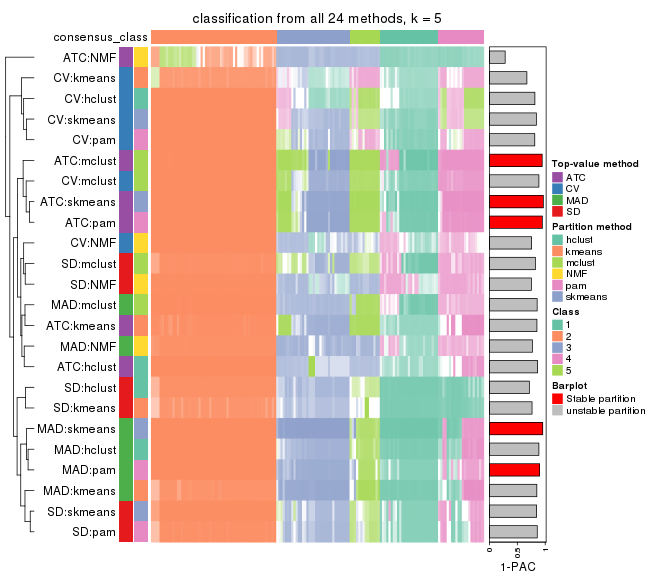 classification from all 24 methods, k = 5
consensus_class
ATC:NMF
CV:kmeans
CV:hclust
CV:skmeans
CV:pam
ATC:mclust
CV:mclust
ATC:skmeans
ATC:pam
CV:NMF
SD:mclust
SD:NMF
MAD:mclust
ATC:kmeans
MAD:NMF
ATC:hclust
SD:hclust
SD:kmeans
MAD:skmeans
MAD:hclust
MAD:pam
MAD:kmeans
SD:skmeans
SD:pam
0
0.5
1
1-PAC
Top-value method
ATC
CV
MAD
SD
Partition method
hclust
kmeans
mclust
NMF
pam
skmeans
Class
1
2
3
4
5
Barplot
Stable partition
unstable partition